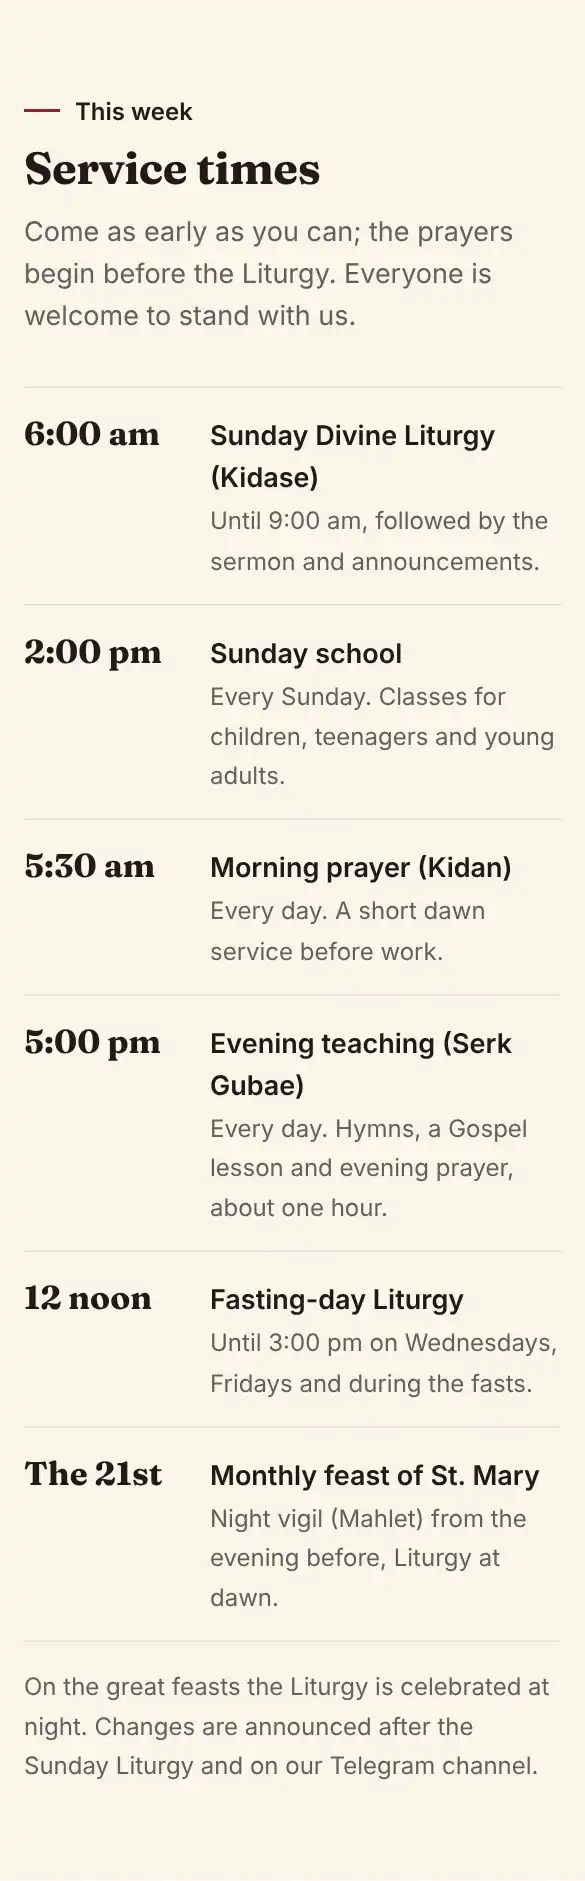 This week
Service times
Come as early as you can; the prayers
begin before the Liturgy. Everyone is
welcome to stand with us.
6:00 am
Sunday Divine Liturgy
(Kidase)
Until 9:00 am, followed by the
sermon and announcements.
2:00 pm
Sunday school
Every Sunday. Classes for
children, teenagers and young
adults.
5:30 am
Morning prayer (Kidan)
Every day. A short dawn
service before work.
5:00 pm
Evening teaching (Serk
Gubae)
Every day. Hymns, a Gospel
lesson and evening prayer,
about one hour.
12 noon
Fasting-day Liturgy
Until 3:00 pm on Wednesdays,
Fridays and during the fasts.
The 21st
Monthly feast of St. Mary
Night vigil (Mahlet) from the
evening before, Liturgy at
dawn.
On the great feasts the Liturgy is celebrated at
night. Changes are announced after the
Sunday Liturgy and on our Telegram channel.